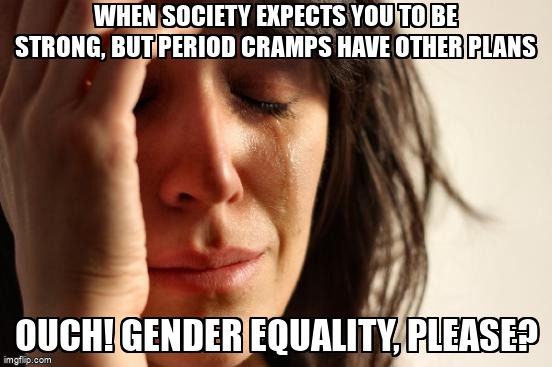 WHEN SOCIETY EXPECTS YOU TO BE
STRONG, BUT PERIOD CRAMPS HAVE OTHER PLANS
OUCH! GENDER EQUALITY, PLEASE?
imgflip.com